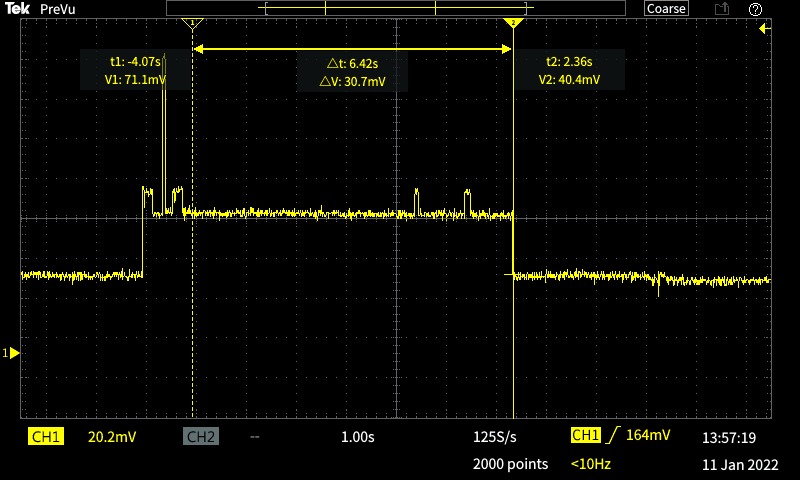 Tek PreVu Coarse ?
1 2
t1: -4.07s △t: 6.42s t2: 2.36s
V1: 71.1mV △V: 30.7mV V2: 40.4mV
1
CH1 20.2mV CH2 -- 1.00s 125S/s CH1 164mV 13:57:19
2000 points <10Hz 11 Jan 2022